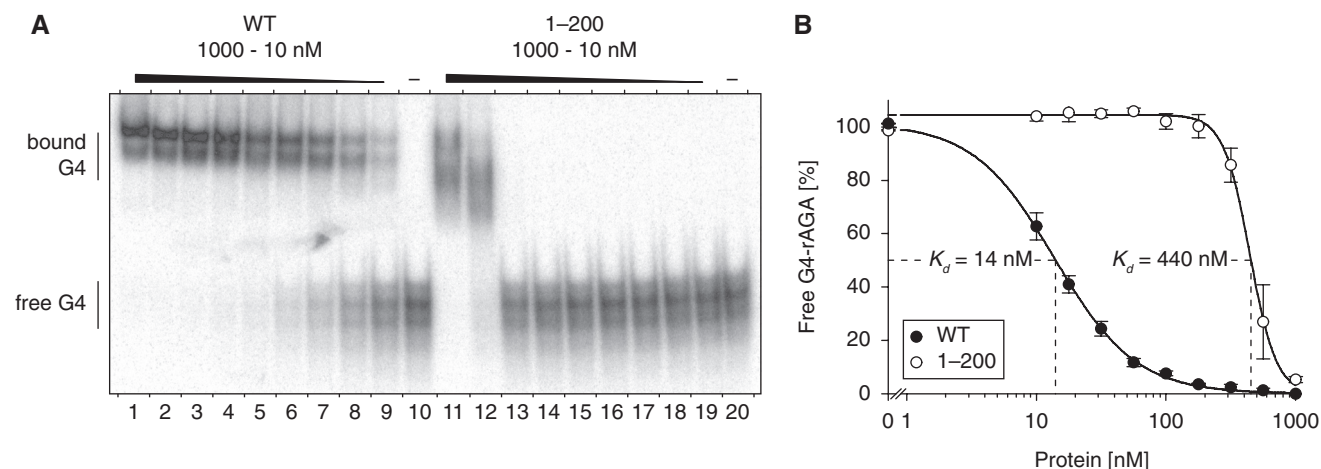 A
WT
1000 - 10 nM
–
1–200
1000 - 10 nM
–
bound
G4
free G4
1 2 3 4 5 6 7 8 9 10 11 12 13 14 15 16 17 18 19 20
B
Free G4-rAGA [%]
100
80
60
40
20
0
K_d = 14 nM
K_d = 440 nM
WT
1–200
0 1 10 100 1000
Protein [nM]